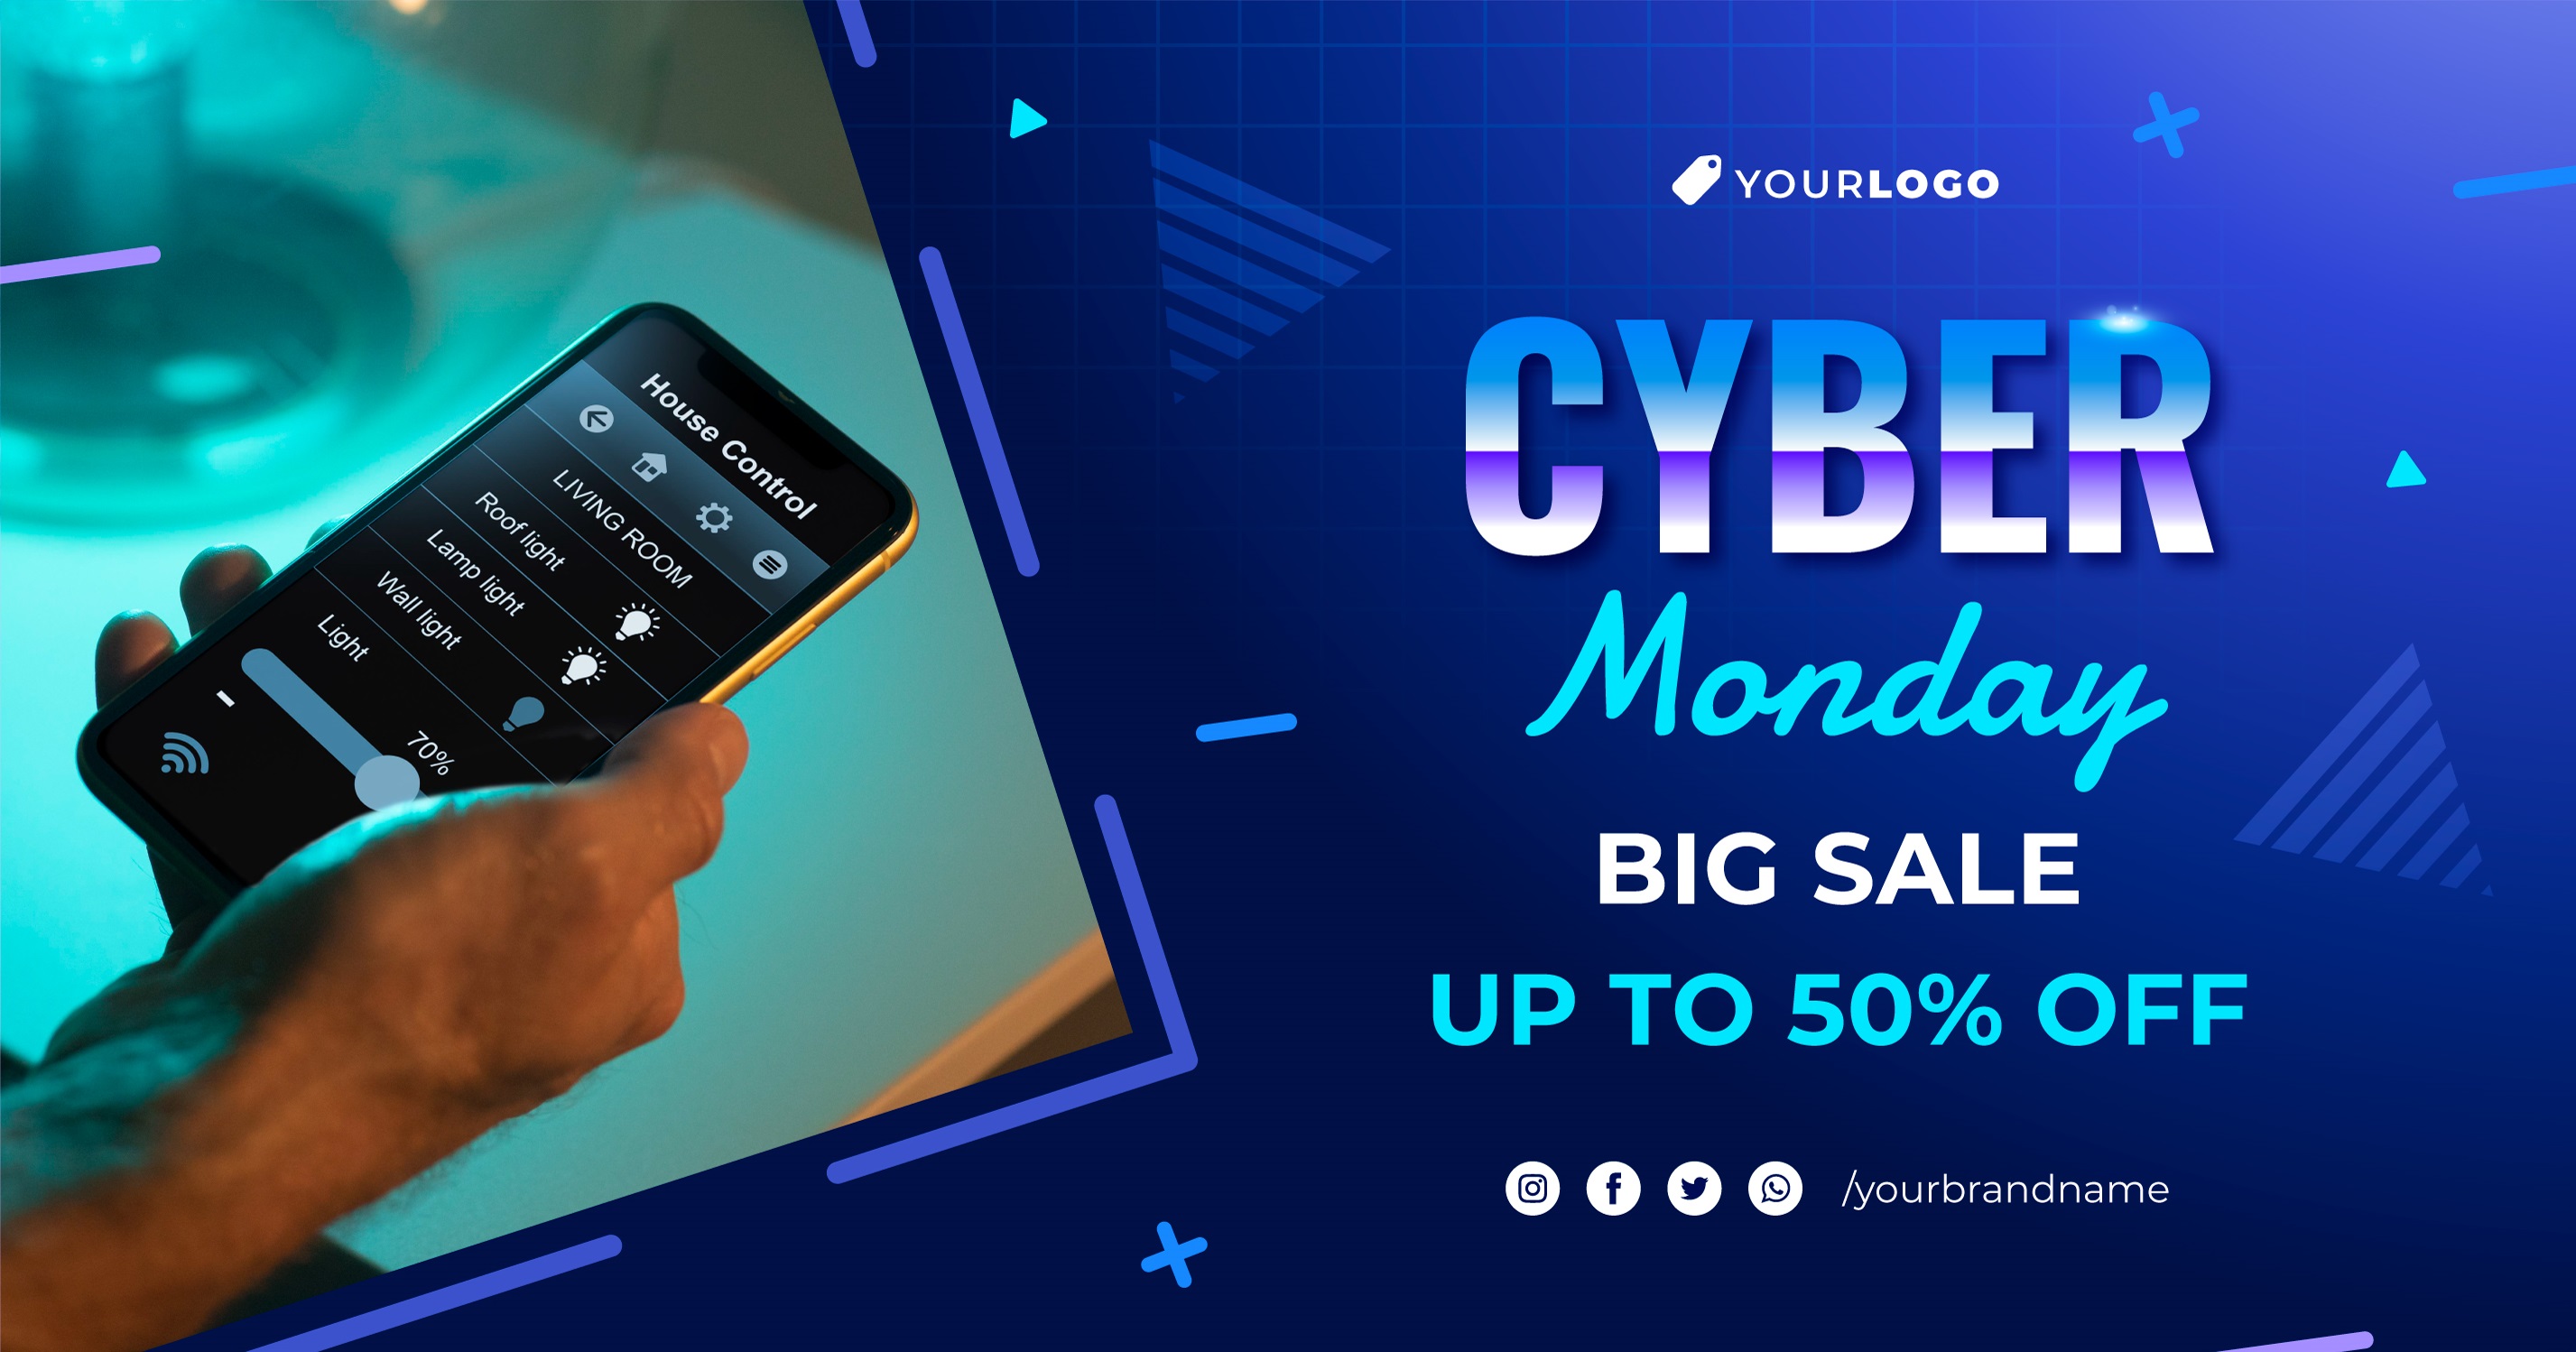 House Control
LIVING ROOM
Roof light
Lamp light
Wall light
Light
70%
-
YOURLOGO
CYBER
Monday
BIG SALE
UP TO 50% OFF
/yourbrandname